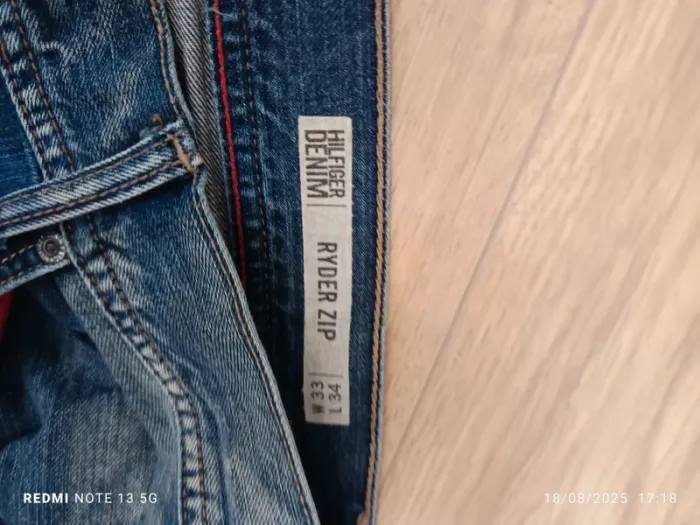 HILFIGER
DENIM
RYDER ZIP
W 33
L 34
REDMI NOTE 13 5G
18/08/2025 17:18